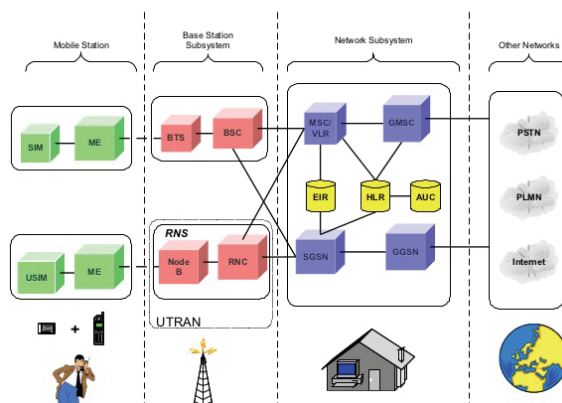 Mobile Station
Base Station
Subsystem
Network Subsystem
Other Networks
SIM
ME
BTS
BSC
MSC/
VLR
GMSC
PSTN
EIR
HLR
AUC
PLMN
RNS
USIM
ME
Node
B
RNC
SGSN
GGSN
Internet
UTRAN
+